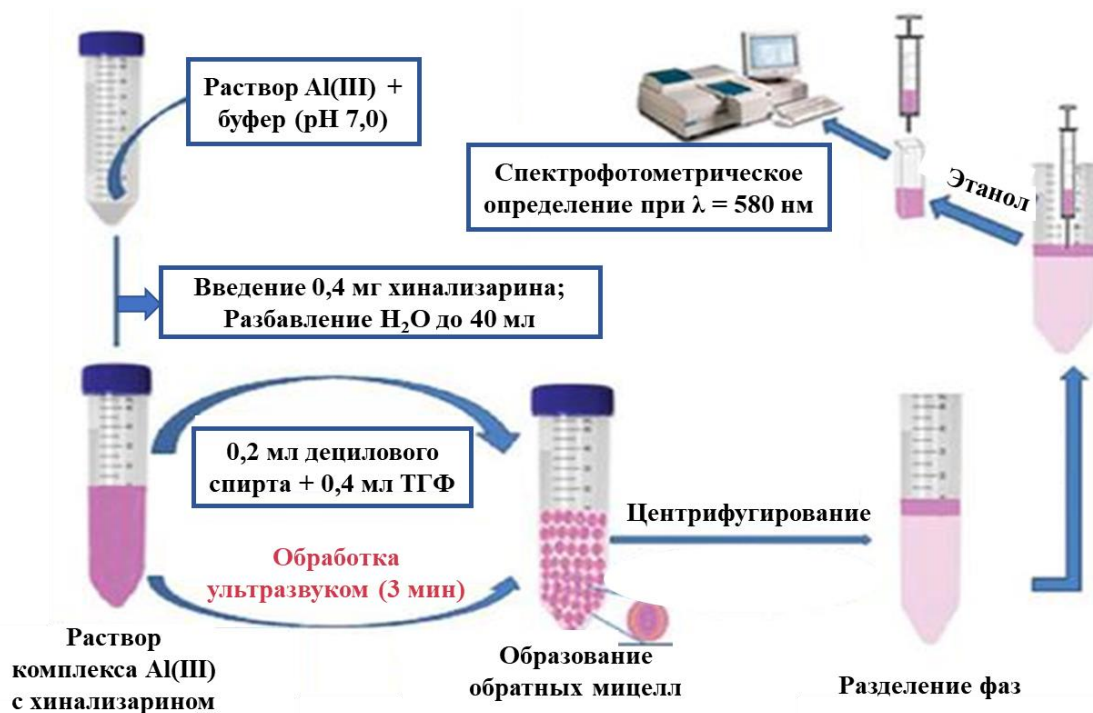 Раствор Al(III) +
буфер (pH 7,0)
Спектрофотометрическое
определение при λ = 580 нм
Этанол
Введение 0,4 мг хинализарина;
Разбавление H₂O до 40 мл
0,2 мл децилового
спирта + 0,4 мл ТГФ
Обработка
ультразвуком (3 мин)
Центрифугирование
Раствор
комплекса Al(III)
с хинализарином
Образование
обратных мицелл
Разделение фаз